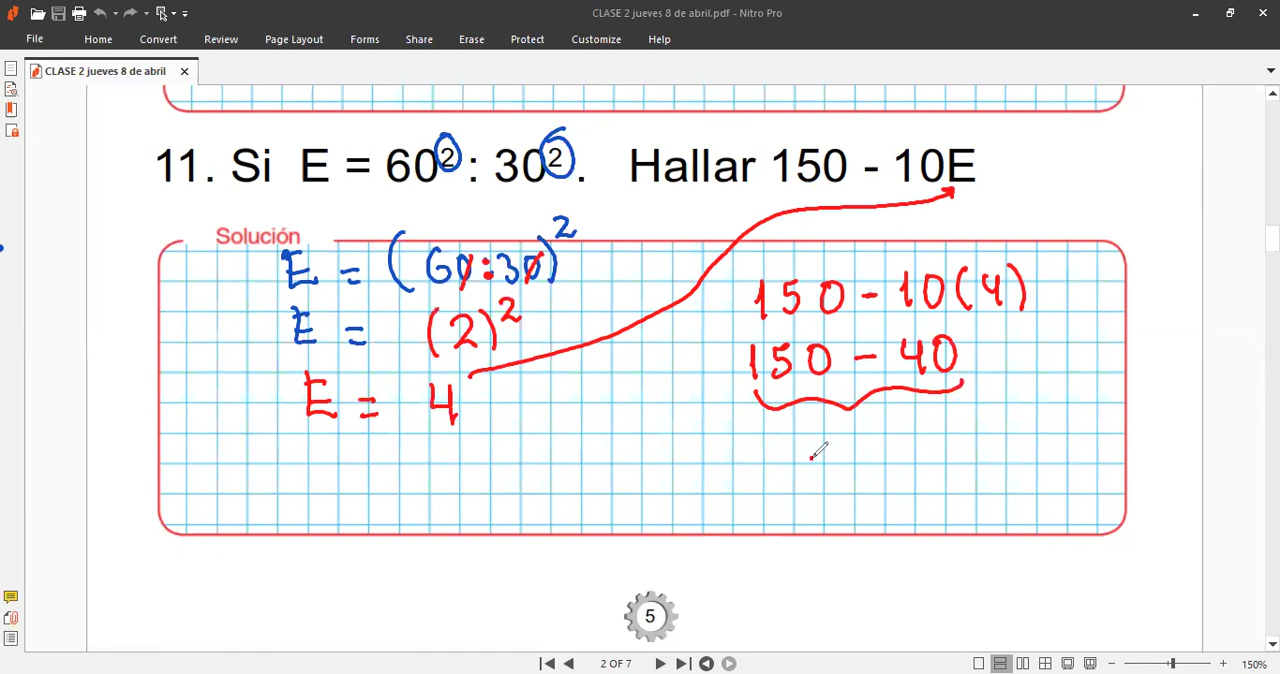 CLASE 2 jueves 8 de abril.pdf - Nitro Pro
File Home Convert Review Page Layout Forms Share Erase Protect Customize Help
CLASE 2 jueves 8 de abril
11. Si E = 60² : 30². Hallar 150 - 10E
Solución
E = (60:30)²
E = (2)²
E = 4
150 - 10(4)
150 - 40
5
2 OF 7
150%